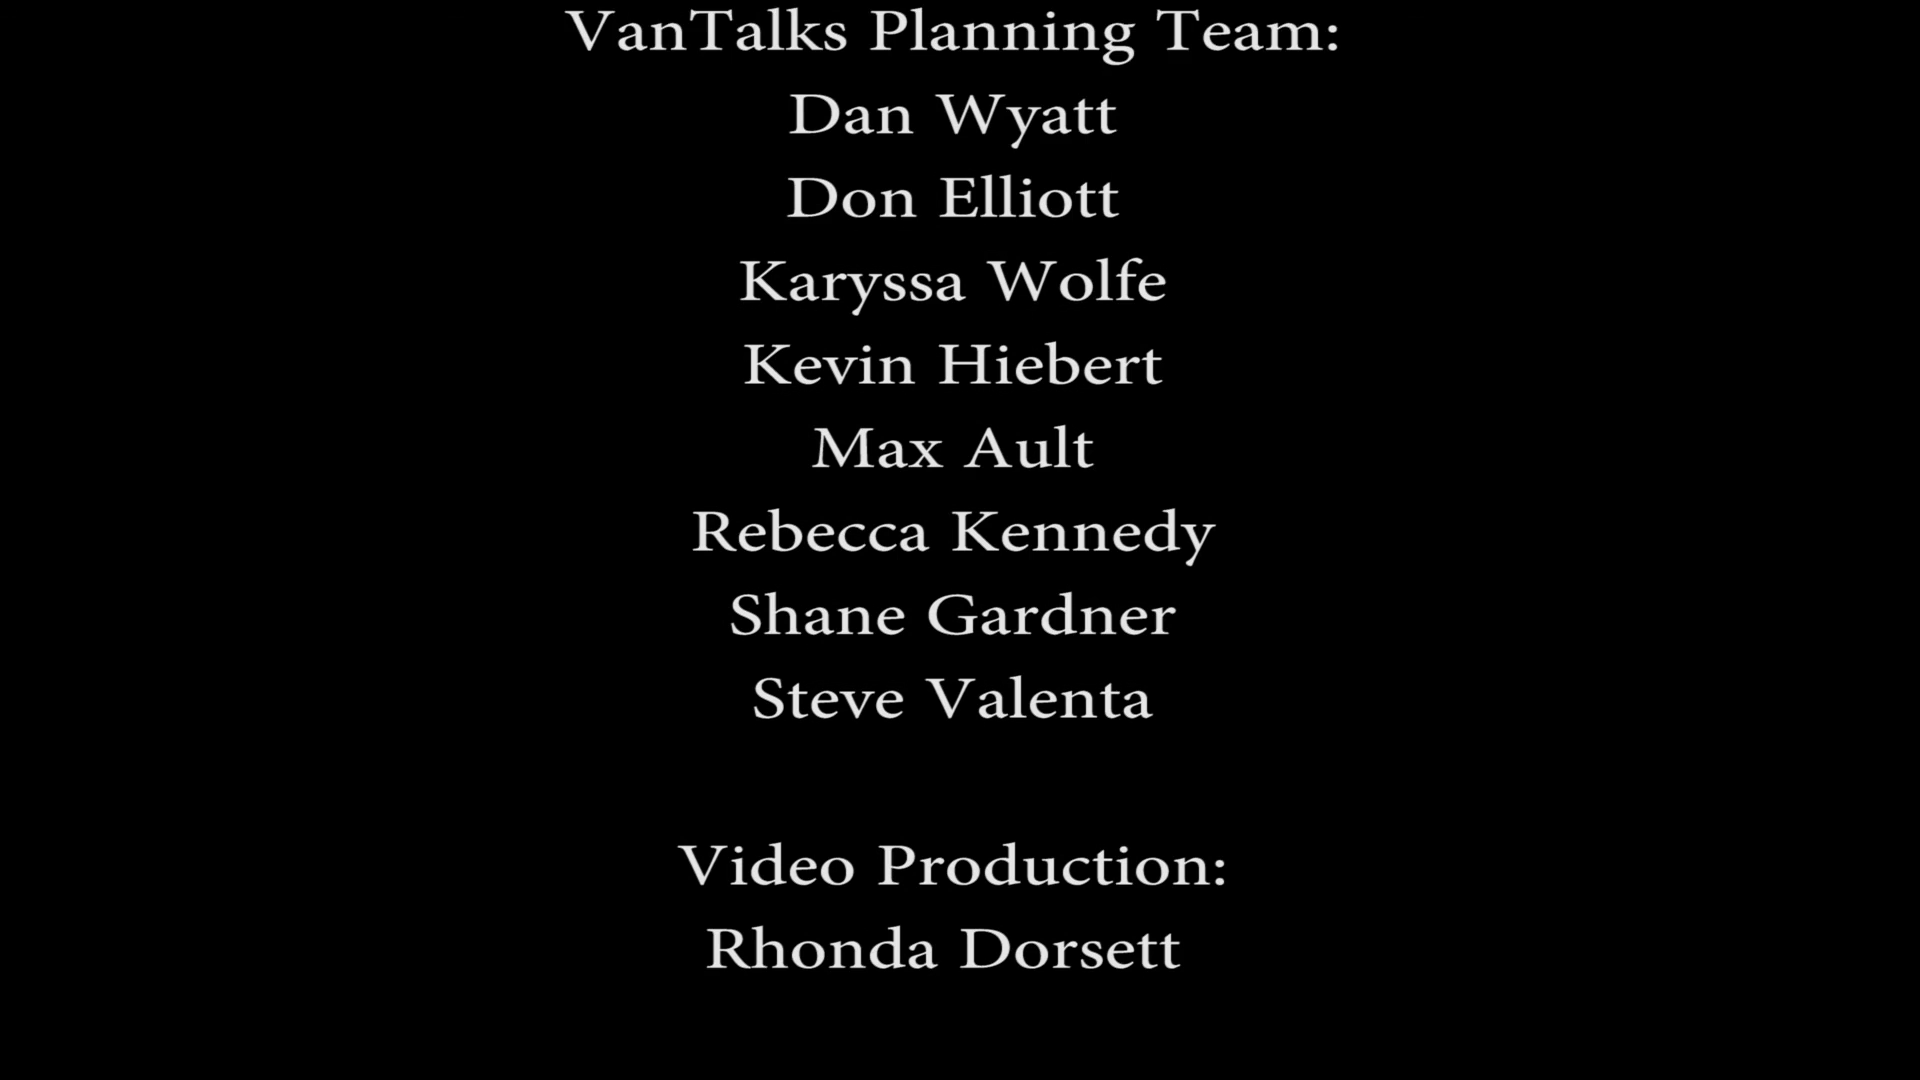 VanTalks Planning Team:
Dan Wyatt
Don Elliott
Karyssa Wolfe
Kevin Hiebert
Max Ault
Rebecca Kennedy
Shane Gardner
Steve Valenta
Video Production:
Rhonda Dorsett